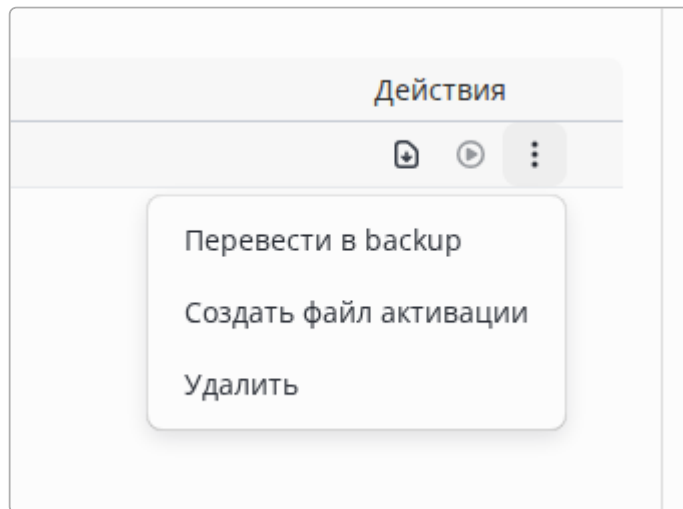 Действия
Перевести в backup
Создать файл активации
Удалить